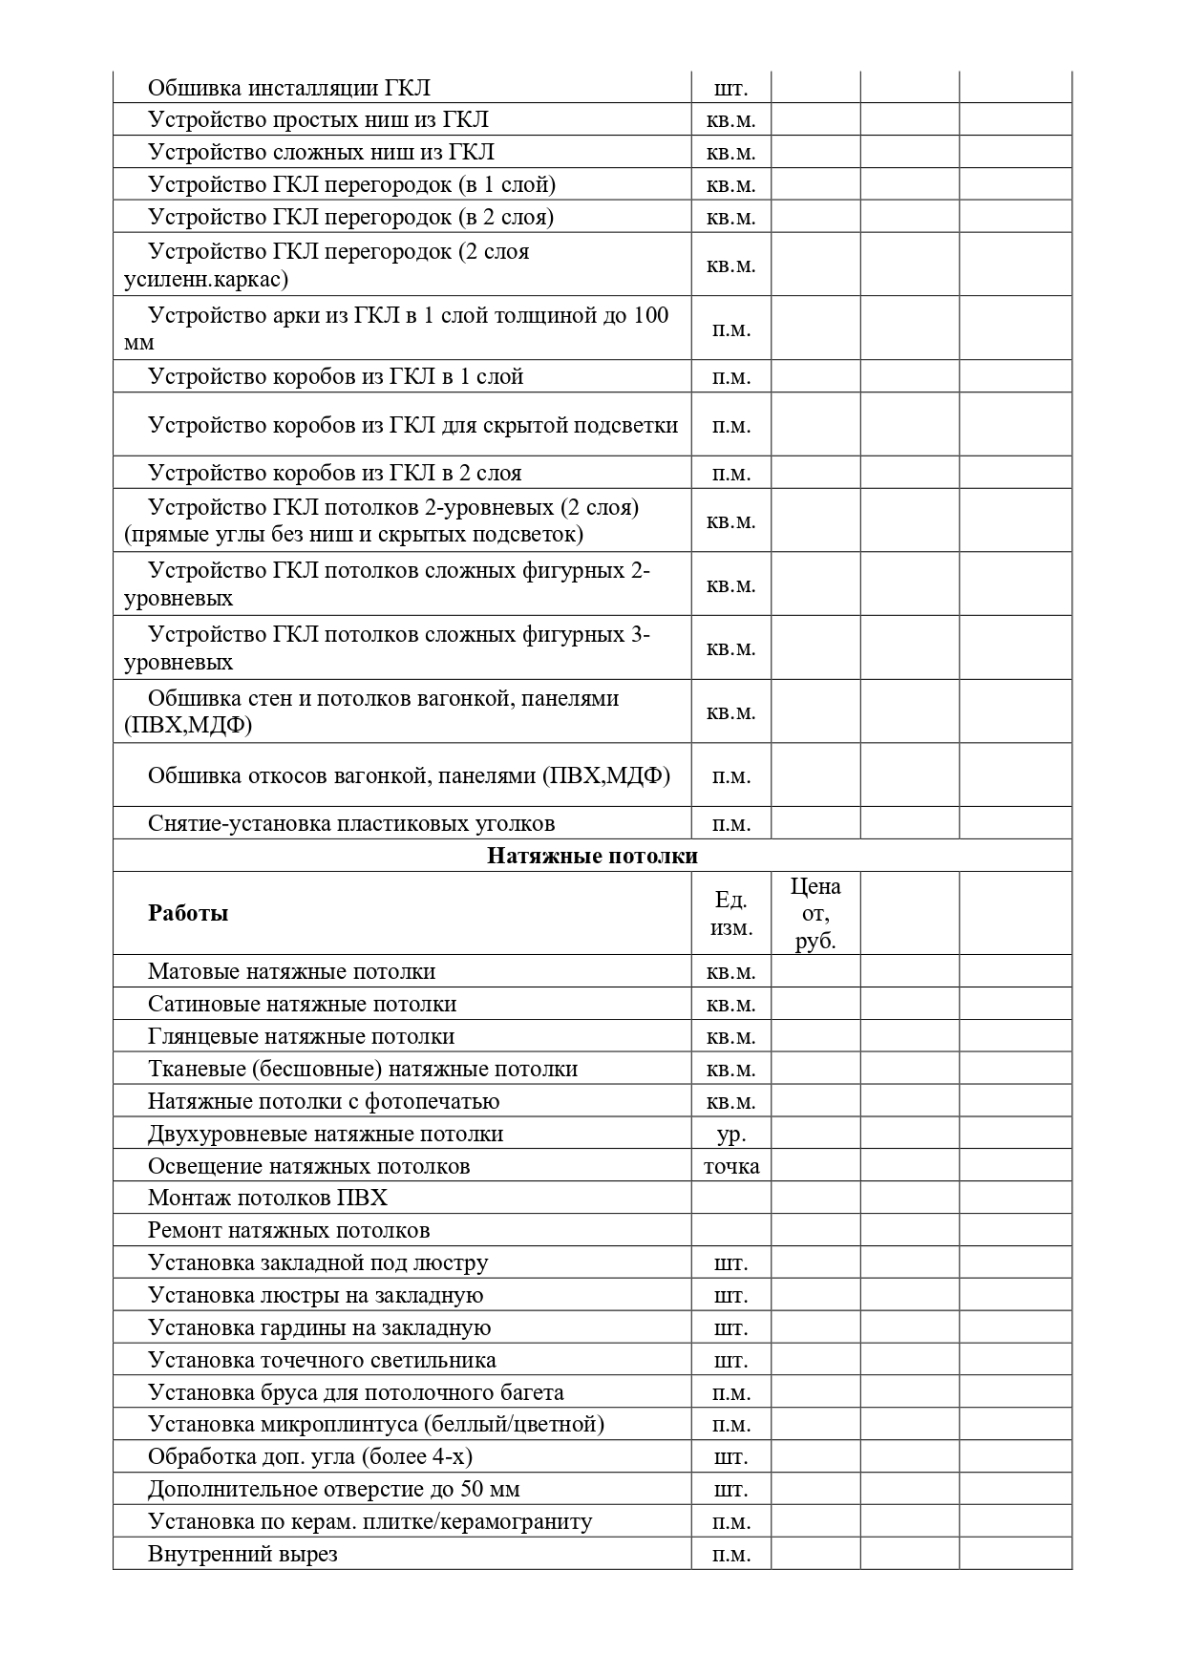 Обшивка инсталляции ГКЛ шт.
Устройство простых ниш из ГКЛ кв.м.
Устройство сложных ниш из ГКЛ кв.м.
Устройство ГКЛ перегородок (в 1 слой) кв.м.
Устройство ГКЛ перегородок (в 2 слоя) кв.м.
Устройство ГКЛ перегородок (2 слоя
усиленн.каркас) кв.м.
Устройство арки из ГКЛ в 1 слой толщиной до 100
мм п.м.
Устройство коробов из ГКЛ в 1 слой п.м.
Устройство коробов из ГКЛ для скрытой подсветки п.м.
Устройство коробов из ГКЛ в 2 слоя п.м.
Устройство ГКЛ потолков 2-уровневых (2 слоя)
(прямые углы без ниш и скрытых подсветок) кв.м.
Устройство ГКЛ потолков сложных фигурных 2-
уровневых кв.м.
Устройство ГКЛ потолков сложных фигурных 3-
уровневых кв.м.
Обшивка стен и потолков вагонкой, панелями
(ПВХ,МДФ) кв.м.
Обшивка откосов вагонкой, панелями (ПВХ,МДФ) п.м.
Снятие-установка пластиковых уголков п.м.
Натяжные потолки
Работы
Ед.
изм.
Цена
от,
руб.
Матовые натяжные потолки кв.м.
Сатиновые натяжные потолки кв.м.
Глянцевые натяжные потолки кв.м.
Тканевые (бесшовные) натяжные потолки кв.м.
Натяжные потолки с фотопечатью кв.м.
Двухуровневые натяжные потолки ур.
Освещение натяжных потолков точка
Монтаж потолков ПВХ
Ремонт натяжных потолков
Установка закладной под люстру шт.
Установка люстры на закладную шт.
Установка гардины на закладную шт.
Установка точечного светильника шт.
Установка бруса для потолочного багета п.м.
Установка микроплинтуса (беллый/цветной) п.м.
Обработка доп. угла (более 4-х) шт.
Дополнительное отверстие до 50 мм шт.
Установка по керам. плитке/керамограниту п.м.
Внутренний вырез п.м.